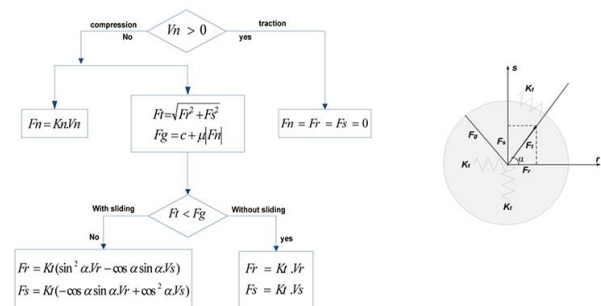 Vn > 0
compression
No
traction
yes
Fn = Kn.Vn
Ft=√Fr² + Fs²
Fg = c + μ|Fn|
Fn = Fr = Fs = 0
With sliding
No
Ft < Fg
Without sliding
yes
Fr = Kt(sin² α.Vr – cos α sin α.Vs)
Fs = Kt(–cos α sin α.Vr + cos² α.Vs)
Fr = Kt .Vr
Fs = Kt .Vs
s
Kt
Fg
Fs
Ft
α
Fr
r
Kt
Kt